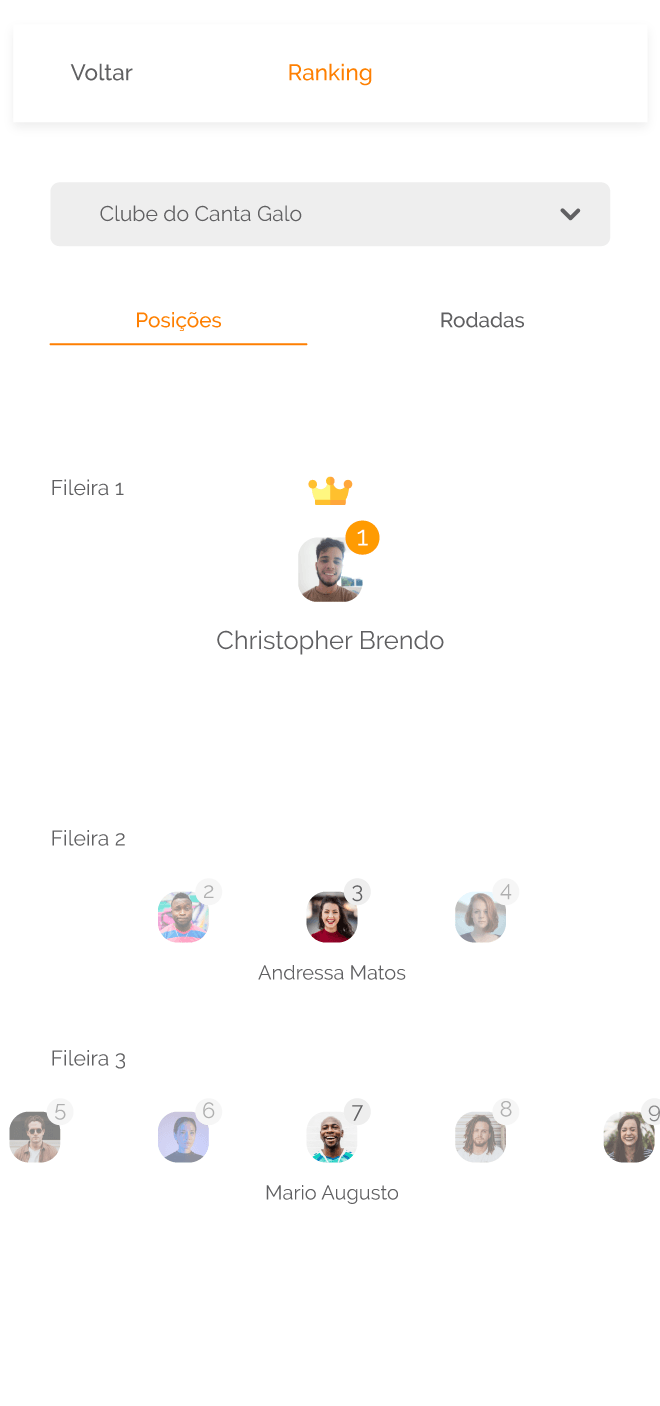 Voltar Ranking
Clube do Canta Galo
Posições Rodadas
Fileira 1
1
Christopher Brendo
Fileira 2
2 3 4
Andressa Matos
Fileira 3
5 6 7 8 9
Mario Augusto